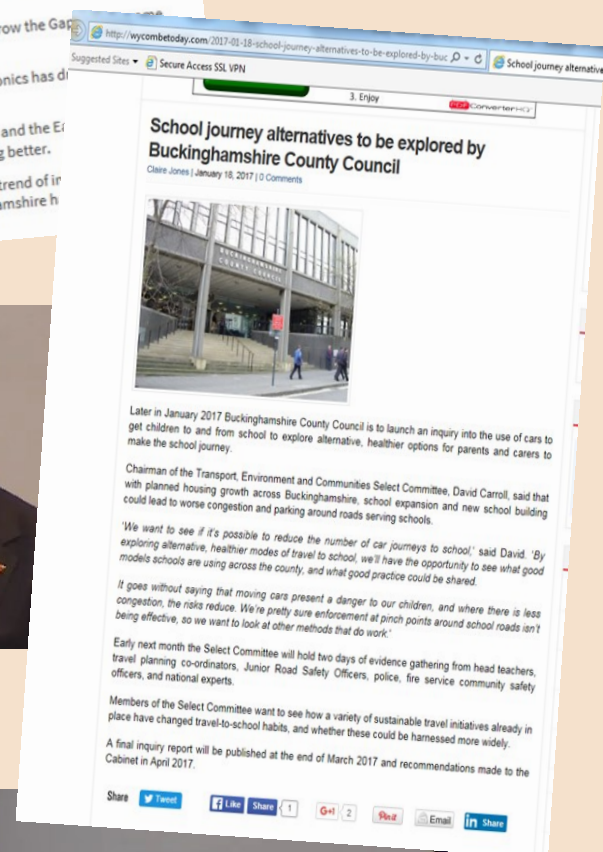 row the Gap
onics has d
and the Ea
g better.
trend of in
amshire h
http://wycombetoday.com/2017-01-18-school-journey-alternatives-to-be-explored-by-buc
School journey alternative
Suggested Sites
Secure Access SSL VPN
3. Enjoy
PDF ConverterHQ
School journey alternatives to be explored by
Buckinghamshire County Council
Claire Jones | January 18, 2017 | 0 Comments
BUCKINGHAMSHIRE
COUNTY COUNCIL
Later in January 2017 Buckinghamshire County Council is to launch an inquiry into the use of cars to
get children to and from school to explore alternative, healthier options for parents and carers to
make the school journey.
Chairman of the Transport, Environment and Communities Select Committee, David Carroll, said that
with planned housing growth across Buckinghamshire, school expansion and new school building
could lead to worse congestion and parking around roads serving schools.
'We want to see if it's possible to reduce the number of car journeys to school,' said David. 'By
exploring alternative, healthier modes of travel to school, we'll have the opportunity to see what good
models schools are using across the county, and what good practice could be shared.
It goes without saying that moving cars present a danger to our children, and where there is less
congestion, the risks reduce. We're pretty sure enforcement at pinch points around school roads isn't
being effective, so we want to look at other methods that do work.'
Early next month the Select Committee will hold two days of evidence gathering from head teachers,
travel planning co-ordinators, Junior Road Safety Officers, police, fire service community safety
officers, and national experts.
Members of the Select Committee want to see how a variety of sustainable travel initiatives already in
place have changed travel-to-school habits, and whether these could be harnessed more widely.
A final inquiry report will be published at the end of March 2017 and recommendations made to the
Cabinet in April 2017.
Share
Tweet
Like
Share
1
G+1
2
Pin it
Email
in Share